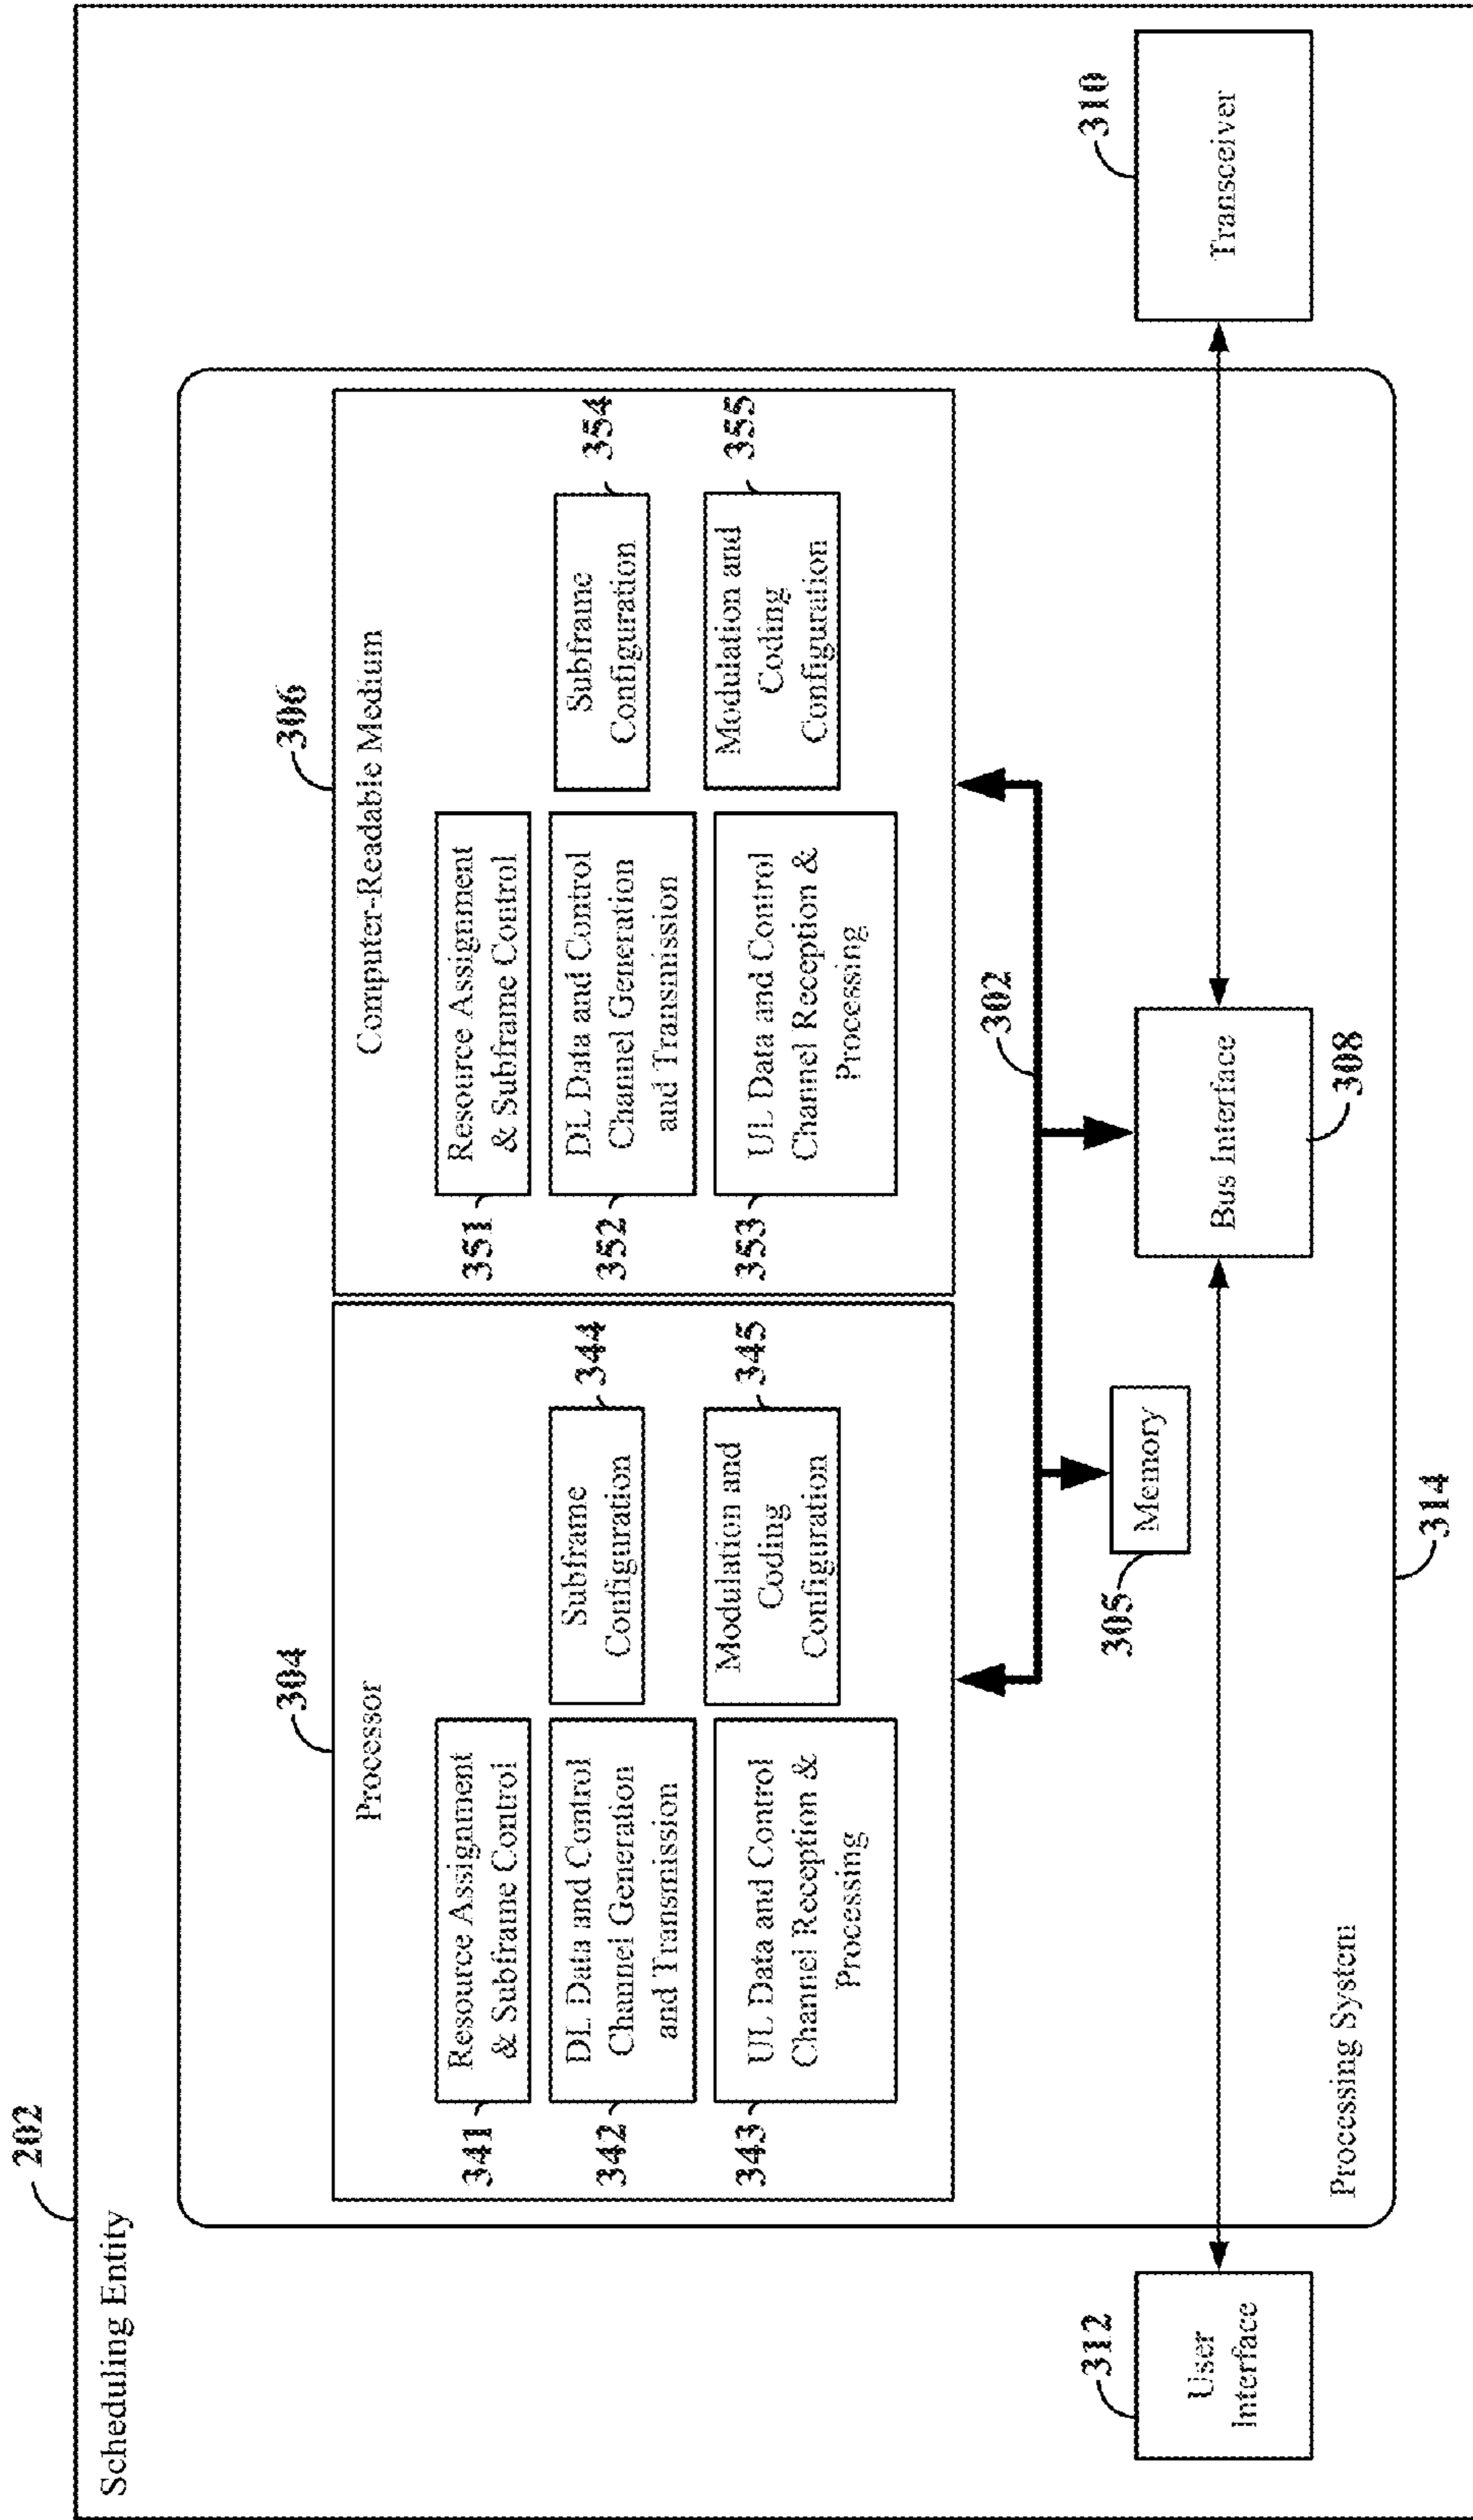 202
Scheduling Entity
304
Processor
341
Resource Assignment
& Subframe Control
342
DL Data and Control
Channel Generation
and Transmission
343
UL Data and Control
Channel Reception &
Processing
344
Subframe
Configuration
345
Modulation and
Coding
Configuration
306
Computer-Readable Medium
351
Resource Assignment
& Subframe Control
352
DL Data and Control
Channel Generation
and Transmission
353
UL Data and Control
Channel Reception &
Processing
354
Subframe
Configuration
355
Modulation and
Coding
Configuration
302
305
Memory
312
User
Interface
Bus Interface
308
310
Transceiver
Processing System
314